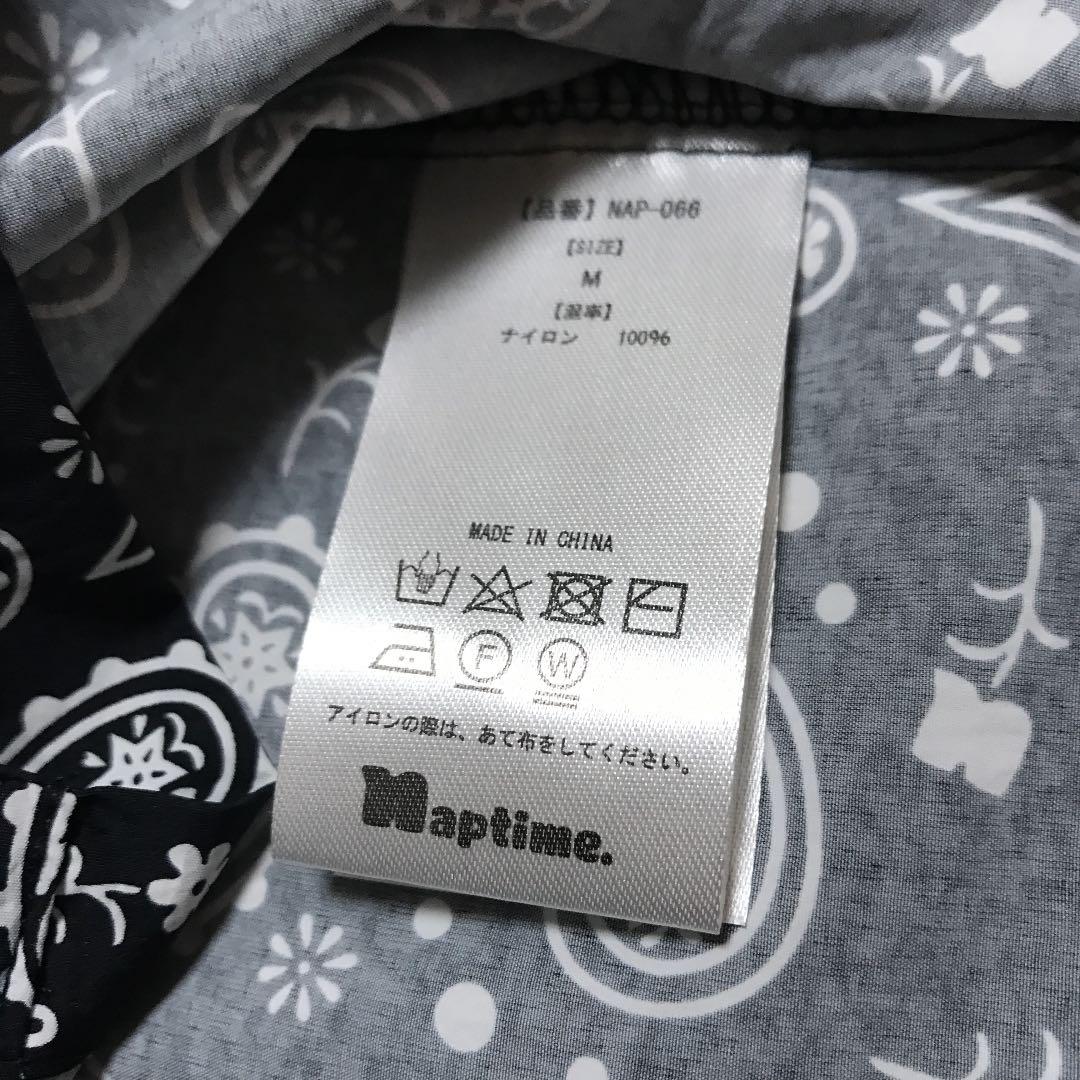 【品番】NAP-066
【SIZE】
M
【混率】
ナイロン 100%
MADE IN CHINA
F W
アイロンの際は、あて布をしてください。
Naptime.